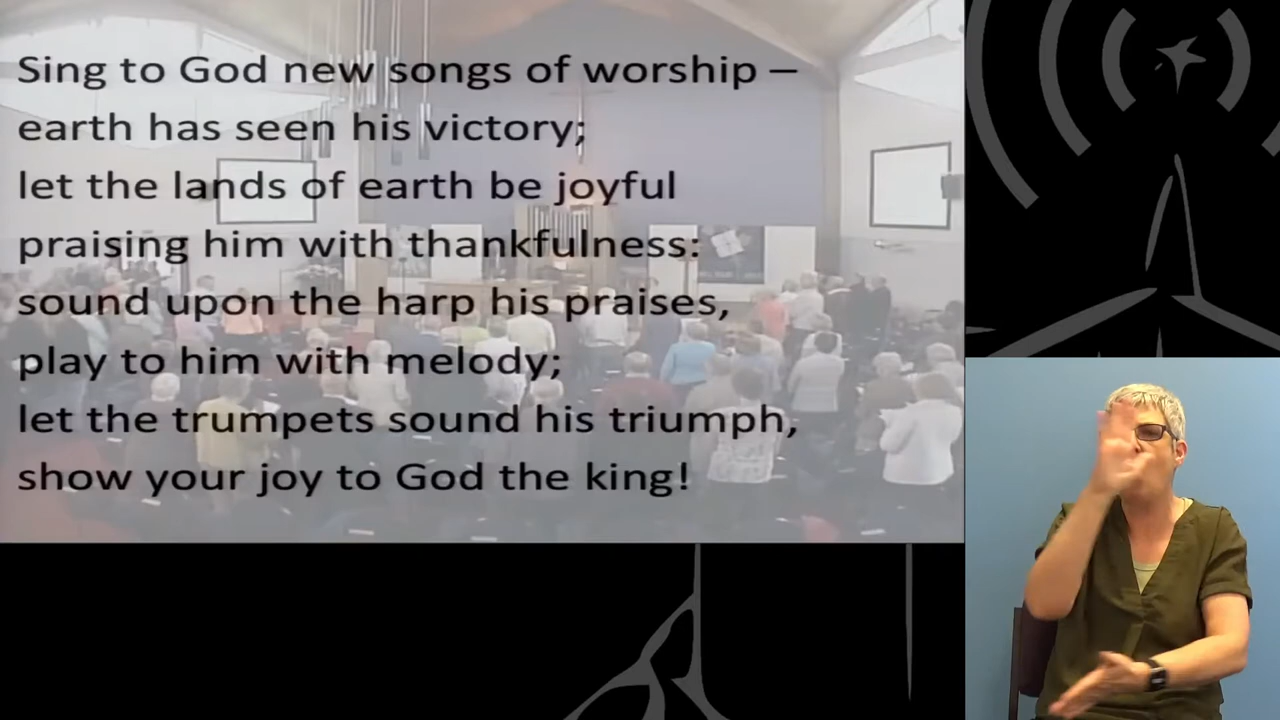 Sing to God new songs of worship –
earth has seen his victory;
let the lands of earth be joyful
praising him with thankfulness:
sound upon the harp his praises,
play to him with melody;
let the trumpets sound his triumph,
show your joy to God the king!